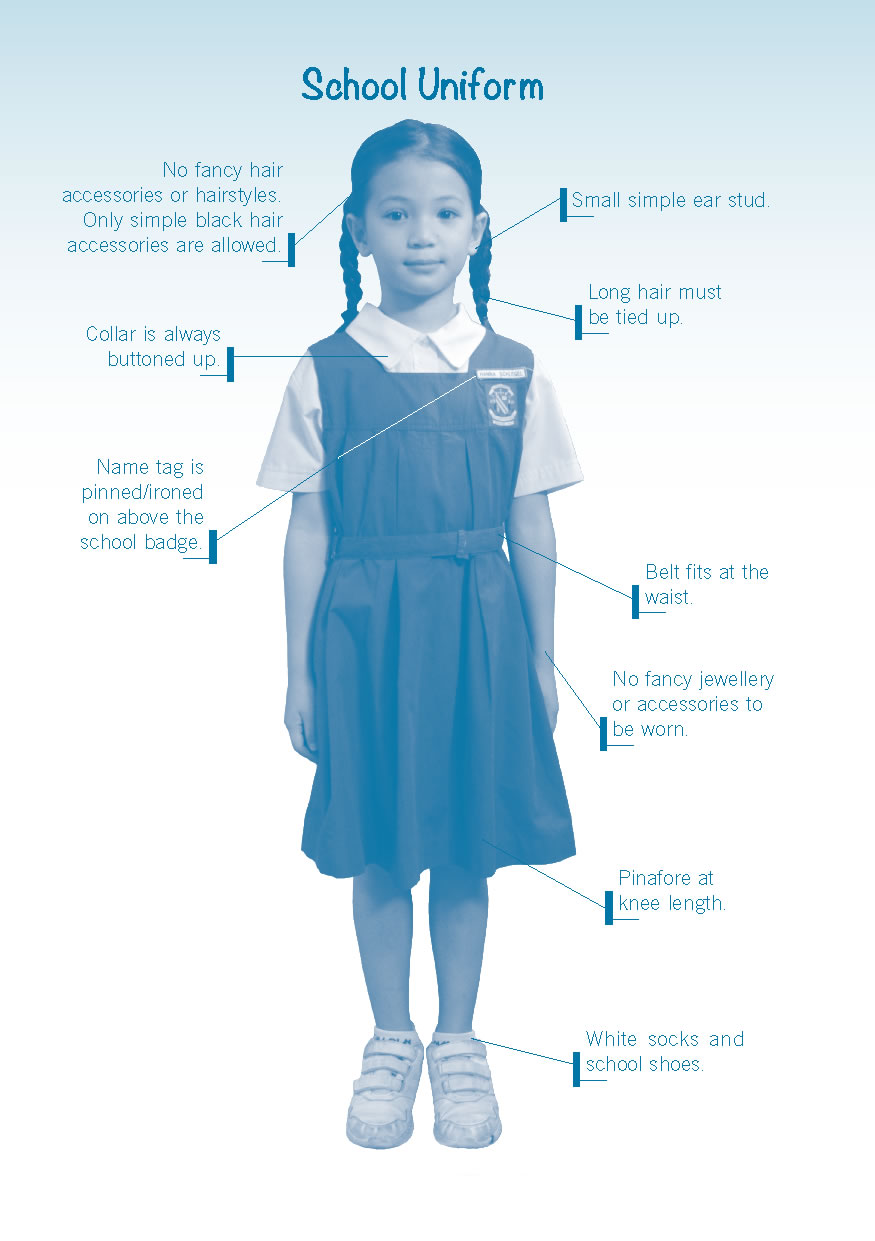 School Uniform
No fancy hair
accessories or hairstyles.
Only simple black hair
accessories are allowed.
Small simple ear stud.
Long hair must
be tied up.
Collar is always
buttoned up.
Name tag is
pinned/ironed
on above the
school badge.
Belt fits at the
waist.
No fancy jewellery
or accessories to
be worn.
Pinafore at
knee length.
White socks and
school shoes.